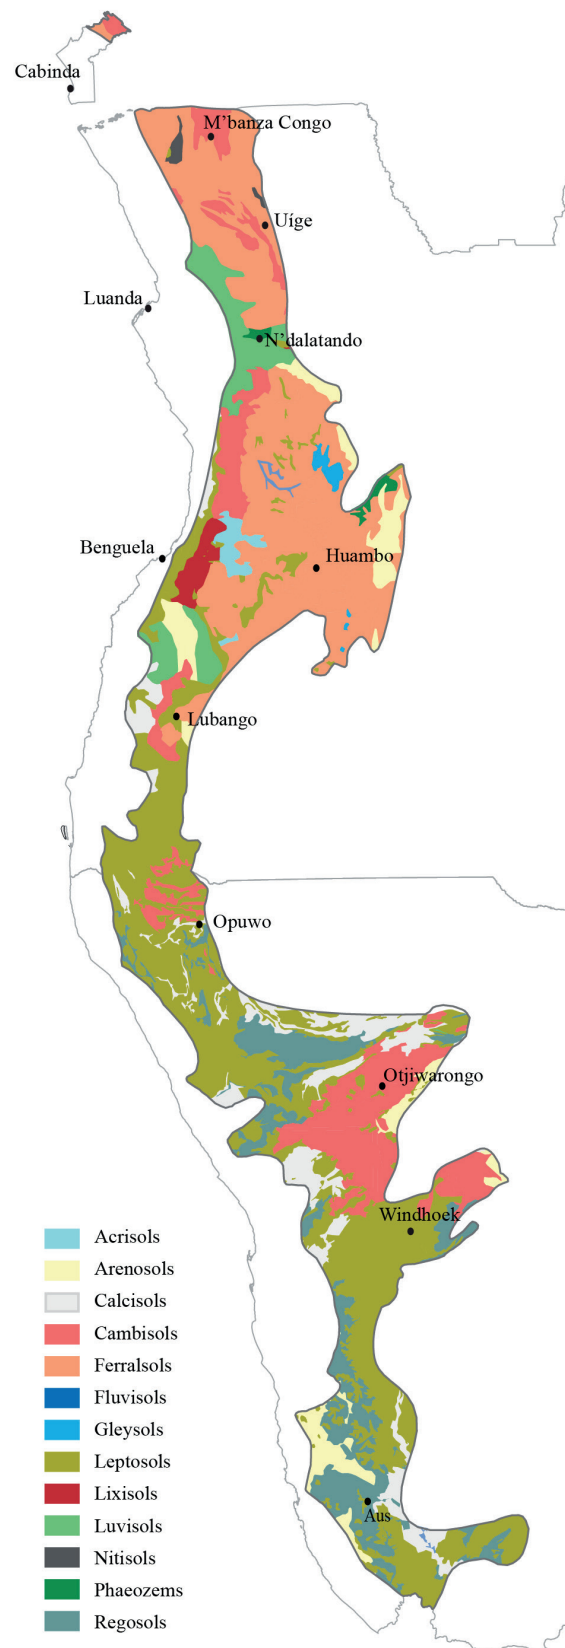 Cabinda
M'banza Congo
Uíge
Luanda
N'dalatando
Benguela
Huambo
Lubango
Opuwo
Otjiwarongo
Windhoek
Aus
Acrisols
Arenosols
Calcisols
Cambisols
Ferralsols
Fluvisols
Gleysols
Leptosols
Lixisols
Luvisols
Nitisols
Phaeozems
Regosols